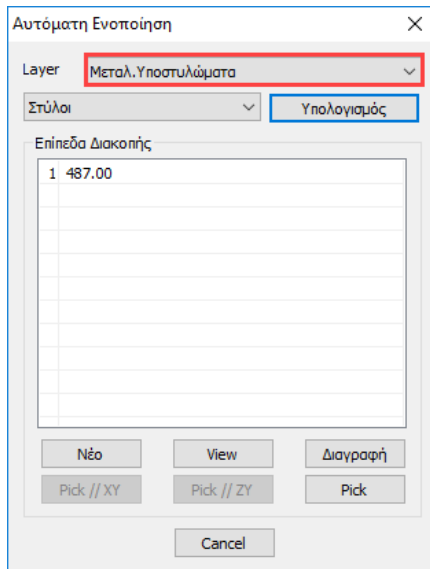 Αυτόματη Ενοποίηση
Layer Μεταλ.Υποστυλώματα
Στύλοι Υπολογισμός
Επίπεδα Διακοπής
1 487.00
Νέο View Διαγραφή
Pick // XY Pick // ZY Pick
Cancel